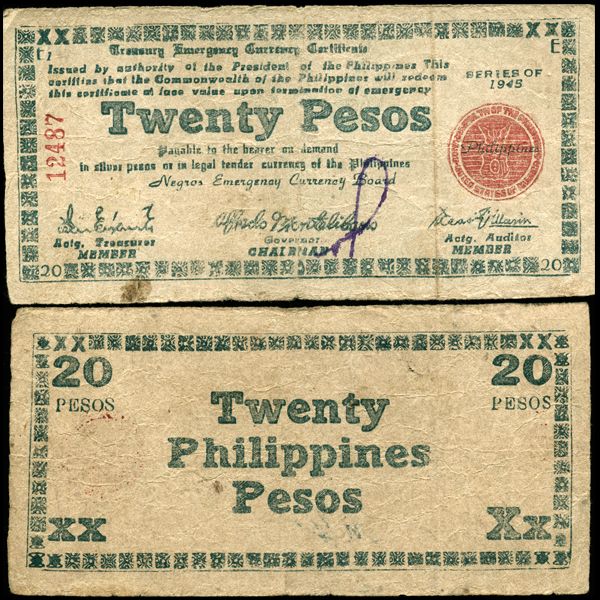 XX XX
E1 E
Treasury Emergency Currency Certificate
Issued by authority of the President of the Philippines This
certifies that the Commonwealth of the Philippines will redeem
this certificate at face value upon termination of emergency
SERIES OF
1945
Twenty Pesos
12487
Payable to the bearer on demand
in silver pesos or in legal tender currency of the Philippines
Negros Emergency Currency Board
Philippines
Actg. Treasurer
MEMBER
Governor
CHAIRMAN
Actg. Auditor
MEMBER
20 20
XX XX
20 20
PESOS PESOS
Twenty
Philippines
Pesos
XX Xx